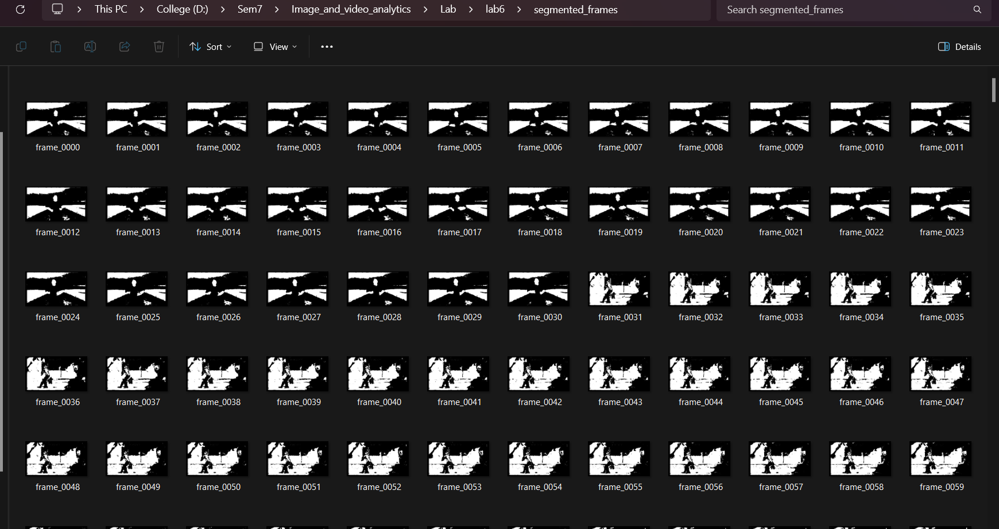 This PC > College (D:) > Sem7 > Image_and_video_analytics > Lab > lab6 > segmented_frames
Search segmented_frames
Sort View ••• Details
frame_0000 frame_0001 frame_0002 frame_0003 frame_0004 frame_0005 frame_0006 frame_0007 frame_0008 frame_0009 frame_0010 frame_0011
frame_0012 frame_0013 frame_0014 frame_0015 frame_0016 frame_0017 frame_0018 frame_0019 frame_0020 frame_0021 frame_0022 frame_0023
frame_0024 frame_0025 frame_0026 frame_0027 frame_0028 frame_0029 frame_0030 frame_0031 frame_0032 frame_0033 frame_0034 frame_0035
frame_0036 frame_0037 frame_0038 frame_0039 frame_0040 frame_0041 frame_0042 frame_0043 frame_0044 frame_0045 frame_0046 frame_0047
frame_0048 frame_0049 frame_0050 frame_0051 frame_0052 frame_0053 frame_0054 frame_0055 frame_0056 frame_0057 frame_0058 frame_0059